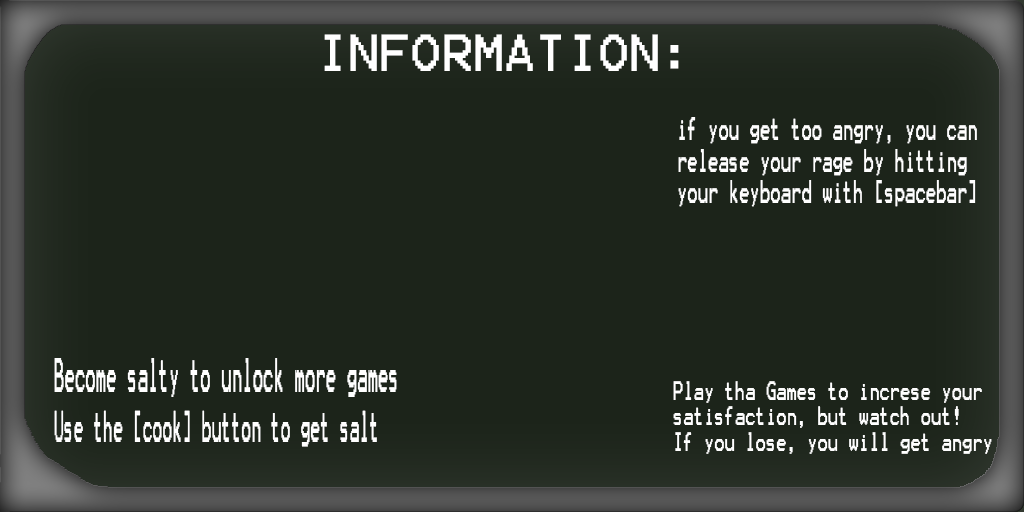 INFORMATION:
if you get too angry, you can
release your rage by hitting
your keyboard with [spacebar]
Become salty to unlock more games
Use the [cook] button to get salt
Play tha Games to increse your
satisfaction, but watch out!
If you lose, you will get angry